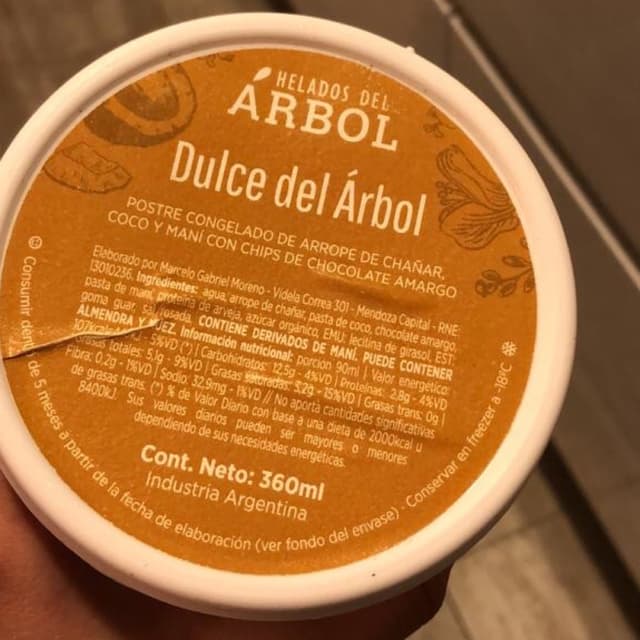 HELADOS DEL
ÁRBOL
Dulce del Árbol
POSTRE CONGELADO DE ARROPE DE CHAÑAR,
COCO Y MANÍ CON CHIPS DE CHOCOLATE AMARGO
Elaborado por Marcelo Gabriel Moreno - Videla Correa 301 - Mendoza Capital - RNE:
13010236. Ingredientes: agua, arrope de chañar, pasta de coco, chocolate amargo
pasta de maní, proteína de arveja, azúcar orgánico, EMU: lecitina de girasol, EST:
goma guar, sal rosada. CONTIENE DERIVADOS DE MANÍ. PUEDE CONTENER
ALMENDRA, NUEZ. Información nutricional: porción 90ml | Valor energético:
5%VD (*) | Carbohidratos: 12,5g - 4%VD | Proteínas: 2.8g - 4%VD
Grasas totales: 5,1g - 9%VD | Grasas saturadas: 3,2g - 15%VD | Grasas trans: 0g |
Fibra: 0.2g - 1%VD | Sodio: 32.9mg - 1%VD // No aporta cantidades significativas
de grasas trans. (*) % de Valor Diario con base a una dieta de 2000kcal u
8400kJ. Sus valores diarios pueden ser mayores o menores
dependiendo de sus necesidades energéticas.
Cont. Neto: 360ml
Industria Argentina
Consumir dentro de 5 meses a partir de la fecha de elaboración (ver fondo del envase) - Conservar en freezer a -18°C